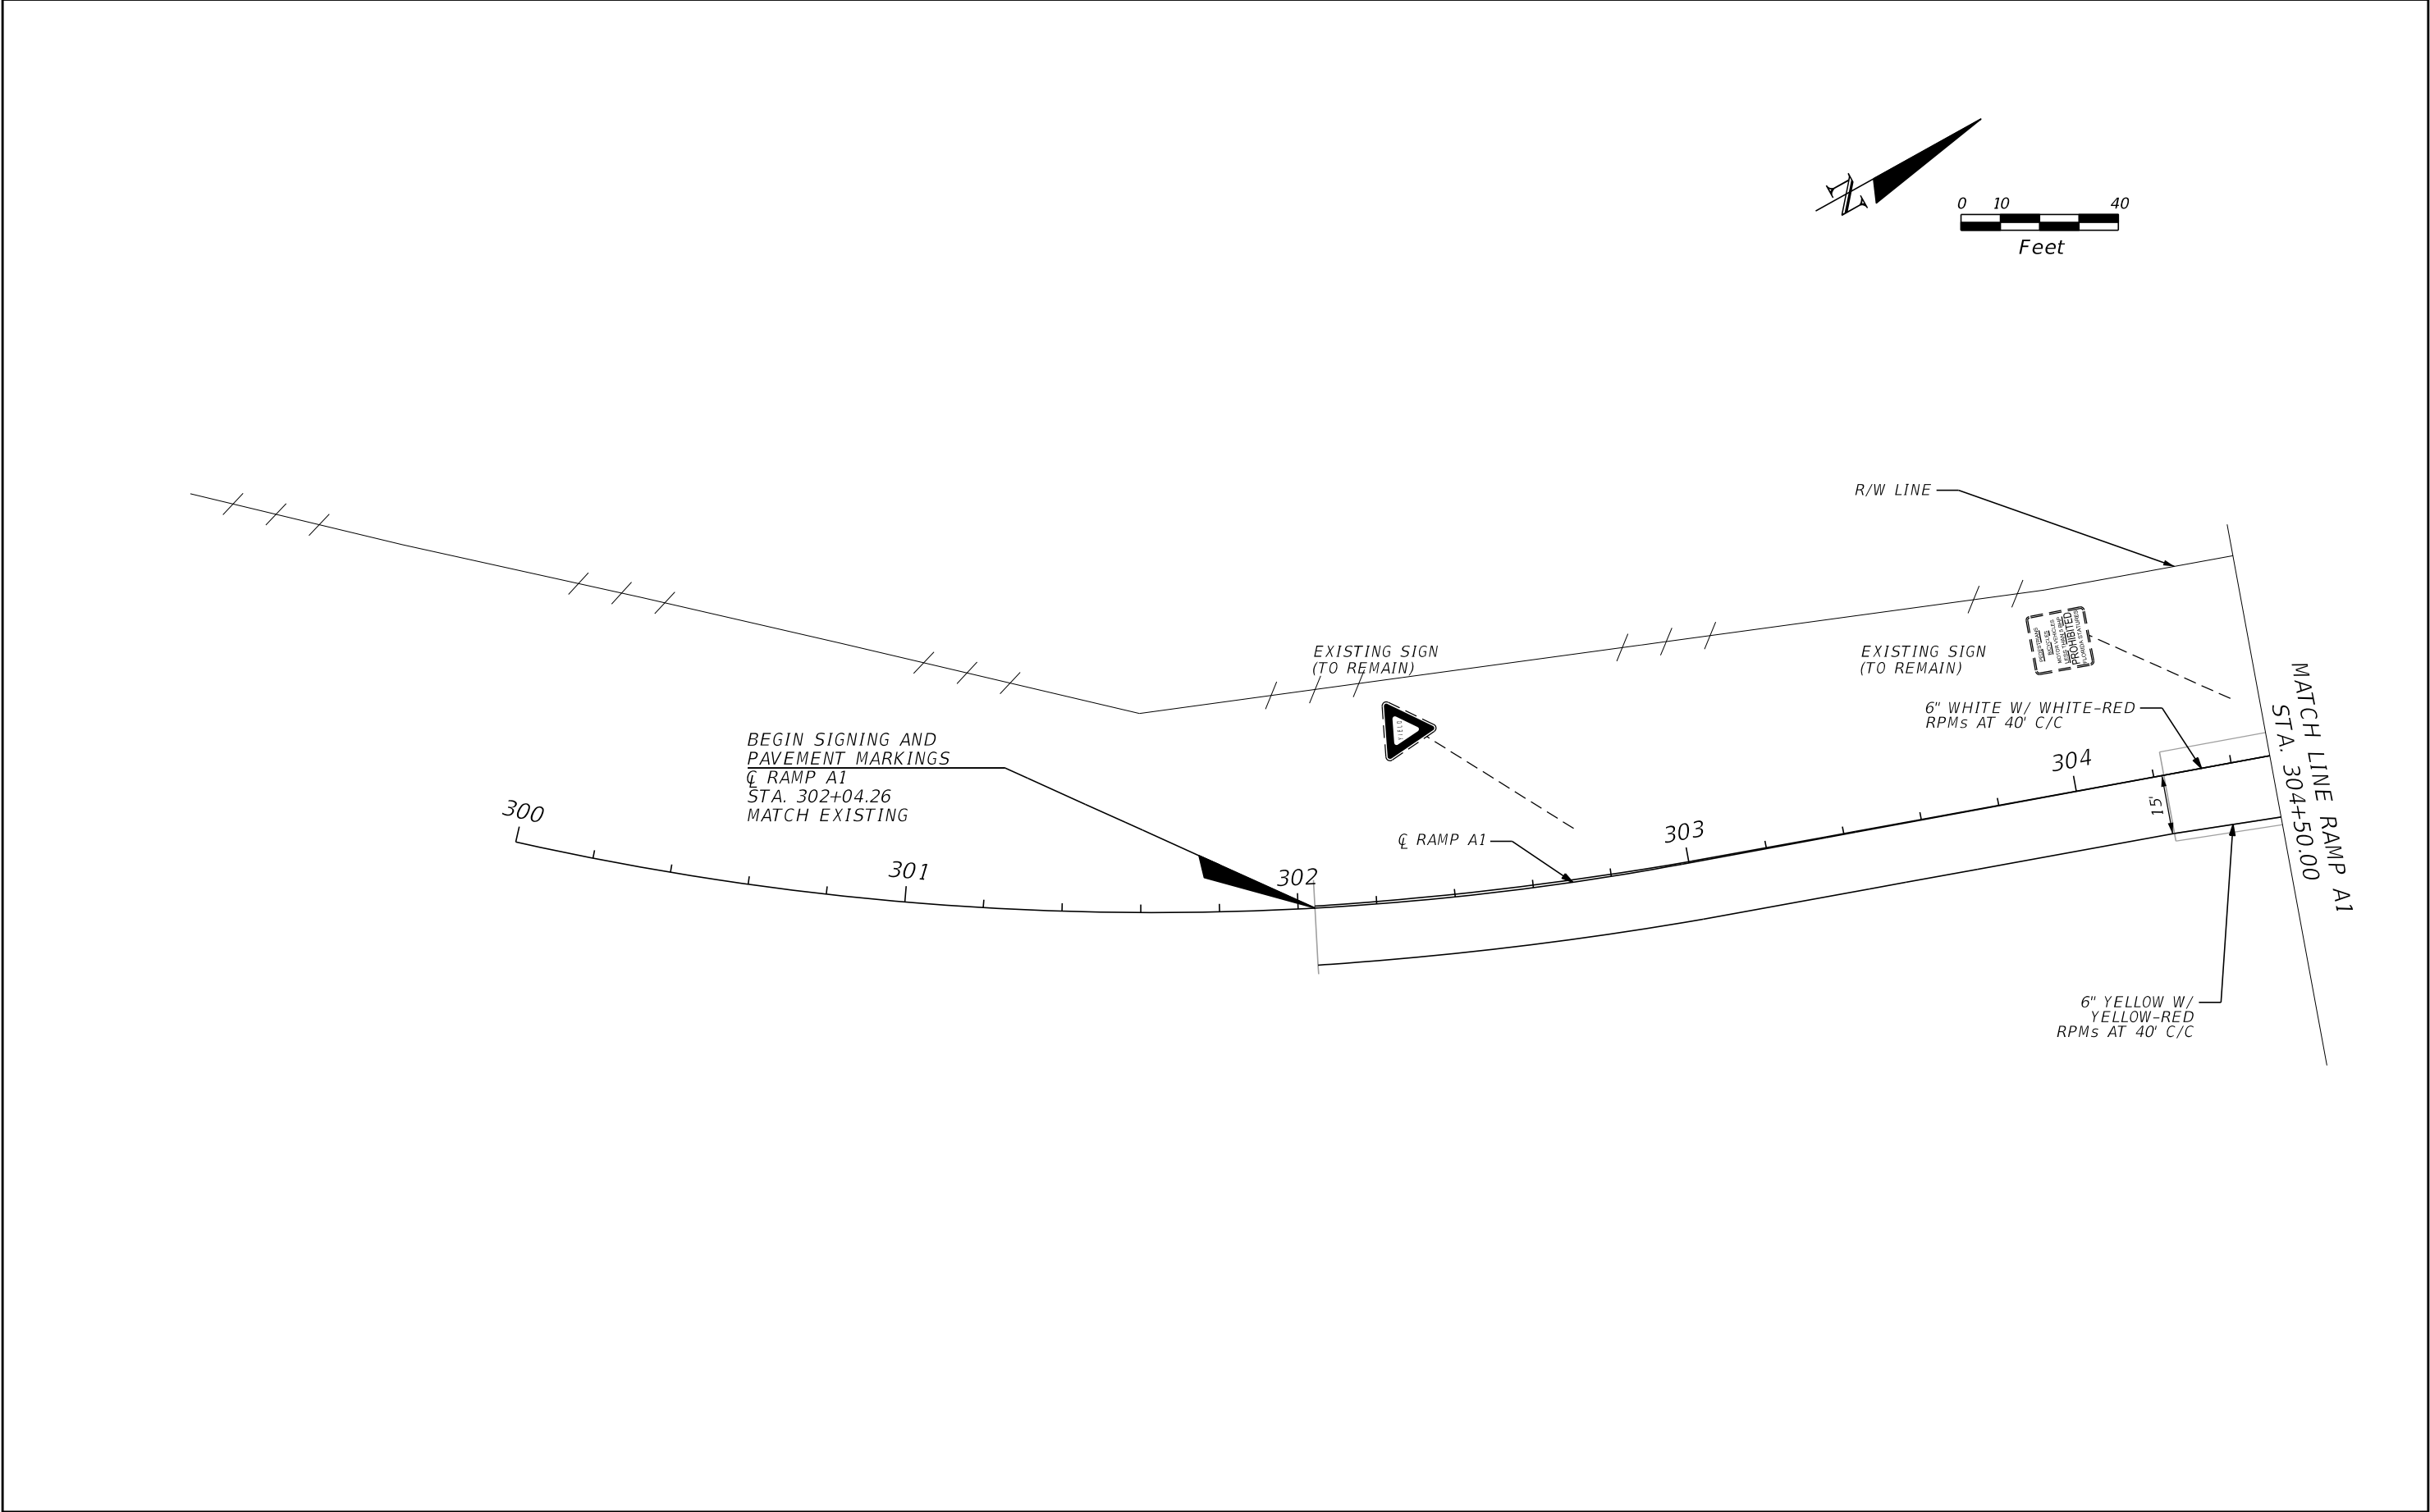 N
0 10 40
Feet
R/W LINE
EXISTING SIGN
(TO REMAIN)
YIELD
EXISTING SIGN
(TO REMAIN)
PROHIBITED
FLORIDA STATUTES
6" WHITE W/ WHITE-RED
RPMs AT 40' C/C
MATCH LINE RAMP A1
STA. 304+50.00
BEGIN SIGNING AND
PAVEMENT MARKINGS
℄ RAMP A1
STA. 302+04.26
MATCH EXISTING
300
301
302
303
304
℄ RAMP A1
15'
6" YELLOW W/
YELLOW-RED
RPMs AT 40' C/C